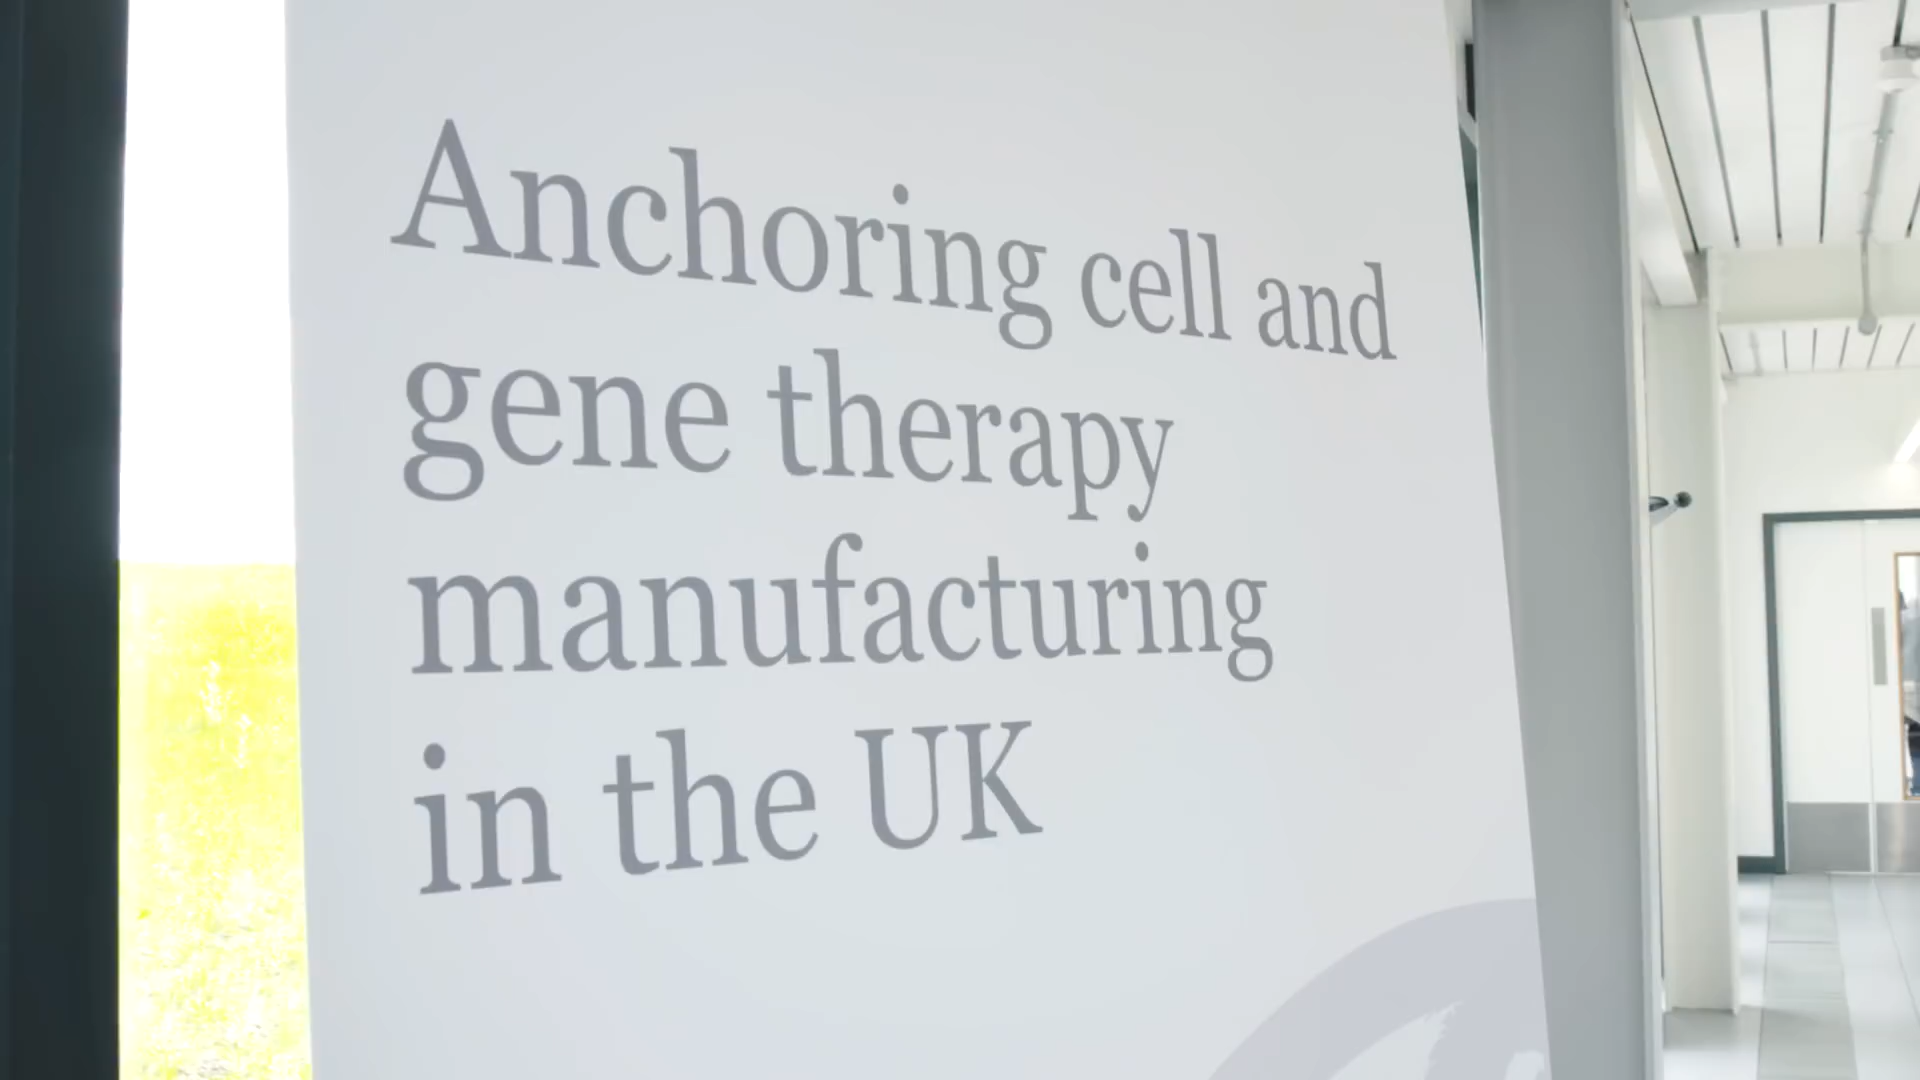 Anchoring cell and
gene therapy
manufacturing
in the UK